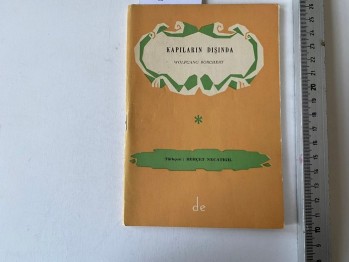 KAPILARIN DIŞINDA
WOLFGANG BORCHERT
*
Türkçesi : BEHÇET NECATİGİL
de